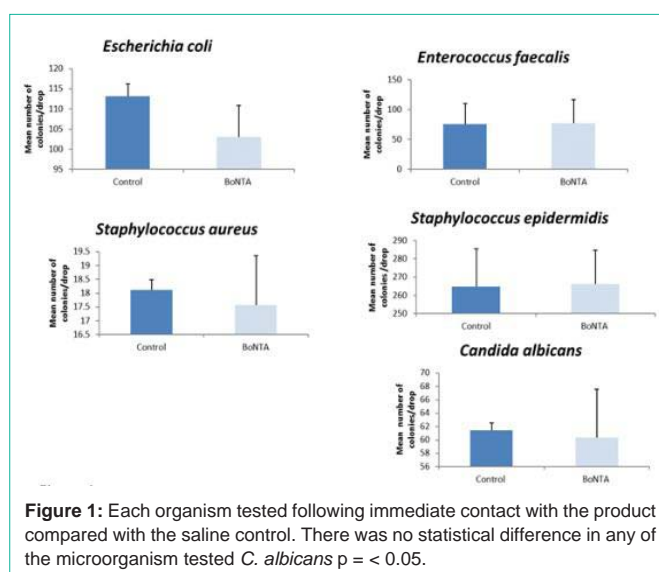 Escherichia coli
Mean number of
colonies/drop
120
115
110
105
100
95
Control
BoNTA
Enterococcus faecalis
Mean number of
colonies/drop
150
100
50
0
Control
BoNTA
Staphylococcus aureus
Mean number of
colonies/drop
19.5
19
18.5
18
17.5
17
16.5
Control
BoNTA
Staphylococcus epidermidis
Mean number of
colonies /drop
290
280
270
260
250
Control
BoNTA
Candida albicans
Mean number of
colonies/drop
70
68
66
64
62
60
58
56
Control
BoNTA
Figure 1: Each organism tested following immediate contact with the product
compared with the saline control. There was no statistical difference in any of
the microorganism tested C. albicans p = < 0.05.